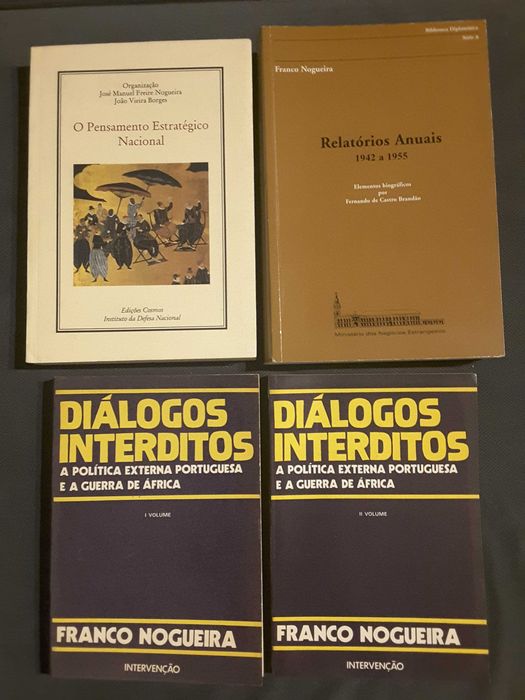 Organização
José Manuel Freire Nogueira
João Vieira Borges
O Pensamento Estratégico
Nacional
Edições Cosmos
Instituto da Defesa Nacional
Biblioteca Diplomática
Série A
Franco Nogueira
Relatórios Anuais
1942 a 1955
Elementos biográficos
por
Fernando de Castro Brandão
Ministério dos Negócios Estrangeiros
DIÁLOGOS
INTERDITOS
A POLÍTICA EXTERNA PORTUGUESA
E A GUERRA DE ÁFRICA
I VOLUME
FRANCO NOGUEIRA
INTERVENÇÃO
DIÁLOGOS
INTERDITOS
A POLÍTICA EXTERNA PORTUGUESA
E A GUERRA DE ÁFRICA
II VOLUME
FRANCO NOGUEIRA
INTERVENÇÃO